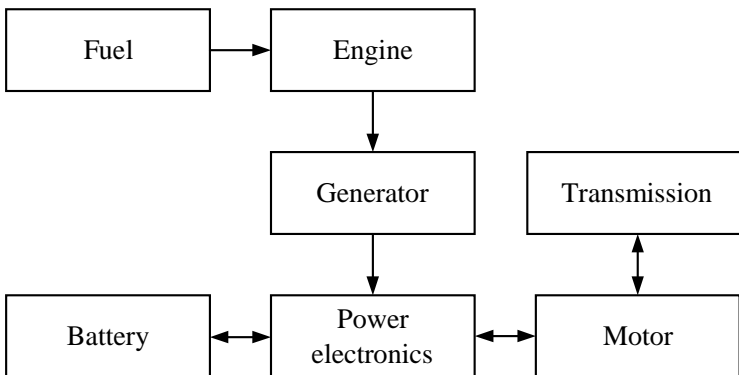 Fuel
Engine
Generator
Transmission
Battery
Power
electronics
Motor